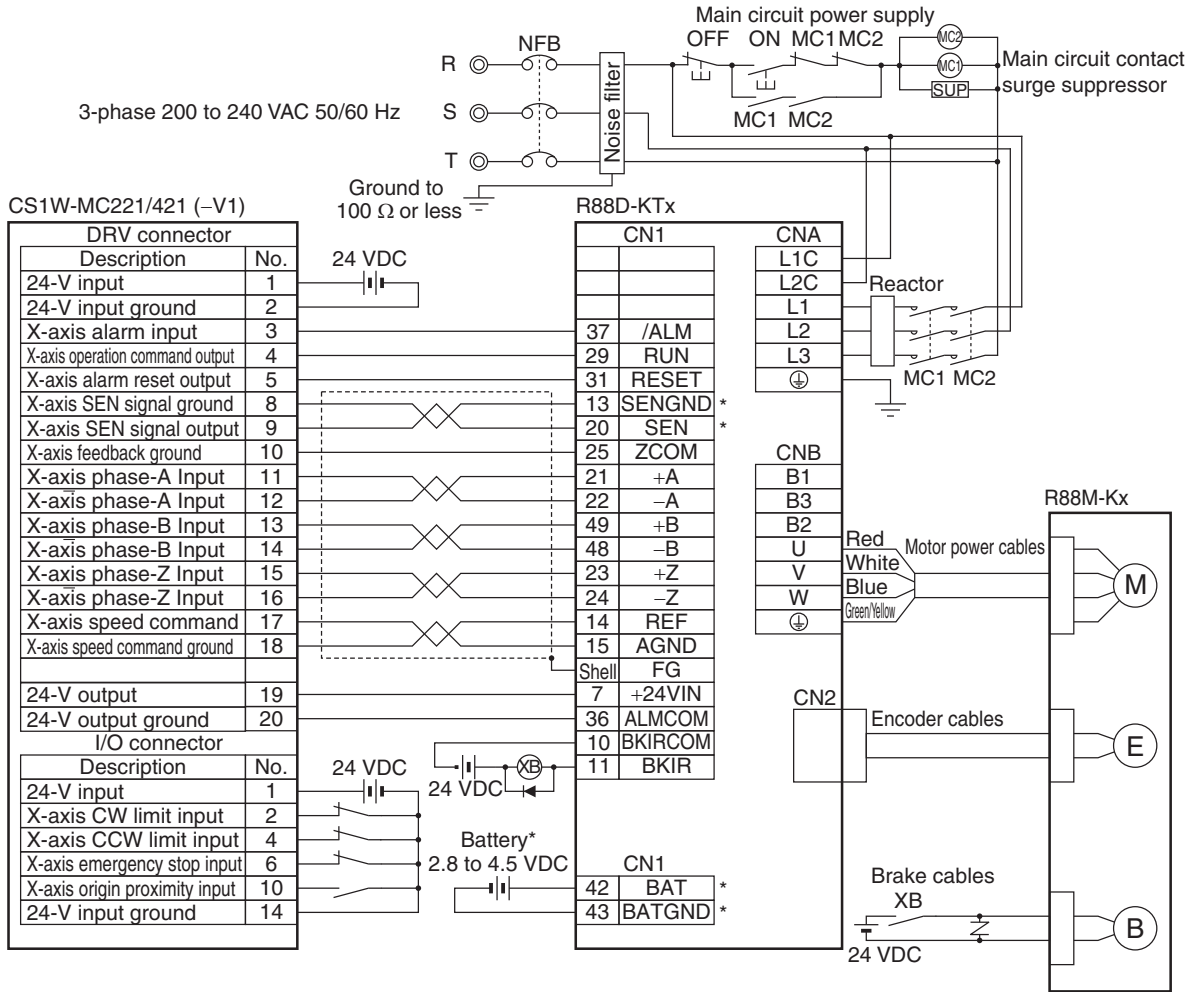 Main circuit power supply
OFF ON MC1 MC2
MC2
MC1
SUP
Main circuit contact
surge suppressor
MC1 MC2
NFB
R
S
T
Noise filter
3-phase 200 to 240 VAC 50/60 Hz
Ground to
100 Ω or less
CS1W-MC221/421 (−V1)
DRV connector
Description No.
24-V input 1
24-V input ground 2
X-axis alarm input 3
X-axis operation command output 4
X-axis alarm reset output 5
X-axis SEN signal ground 8
X-axis SEN signal output 9
X-axis feedback ground 10
X-axis phase-A Input 11
X-axis phase-A̅ Input 12
X-axis phase-B Input 13
X-axis phase-B̅ Input 14
X-axis phase-Z Input 15
X-axis phase-Z̅ Input 16
X-axis speed command 17
X-axis speed command ground 18
24-V output 19
24-V output ground 20
I/O connector
Description No.
24-V input 1
X-axis CW limit input 2
X-axis CCW limit input 4
X-axis emergency stop input 6
X-axis origin proximity input 10
24-V input ground 14
24 VDC
24 VDC
24 VDC
XB
Battery*
2.8 to 4.5 VDC
R88D-KTx
CN1
37 /ALM
29 RUN
31 RESET
13 SENGND *
20 SEN *
25 ZCOM
21 +A
22 −A
49 +B
48 −B
23 +Z
24 −Z
14 REF
15 AGND
Shell FG
7 +24VIN
36 ALMCOM
10 BKIRCOM
11 BKIR
CN1
42 BAT *
43 BATGND *
CNA
L1C
L2C
L1
L2
L3
Reactor
MC1 MC2
CNB
B1
B3
B2
U
V
W
Red
White
Blue
Green/Yellow
Motor power cables
CN2
Encoder cables
R88M-Kx
M
E
B
Brake cables
XB
24 VDC